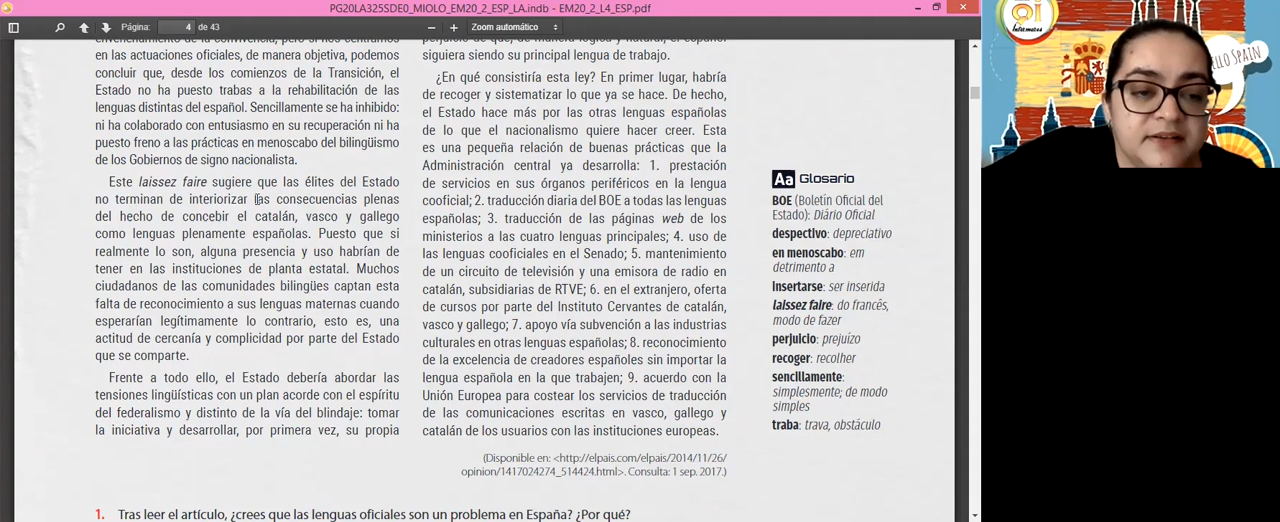 PG20LA325SDE0_MIOLO_EM20_2_ESP_LA.indb - EM20_2_L4_ESP.pdf
Página: 4 de 43
Zoom automático
envenenamiento de la convivencia, pero si nos
en las actuaciones oficiales, de manera objetiva, podemos
concluir que, desde los comienzos de la Transición, el
Estado no ha puesto trabas a la rehabilitación de las
lenguas distintas del español. Sencillamente se ha inhibido:
ni ha colaborado con entusiasmo en su recuperación ni ha
puesto freno a las prácticas en menoscabo del bilingüismo
de los Gobiernos de signo nacionalista.
Este laissez faire sugiere que las élites del Estado
no terminan de interiorizar las consecuencias plenas
del hecho de concebir el catalán, vasco y gallego
como lenguas plenamente españolas. Puesto que si
realmente lo son, alguna presencia y uso habrían de
tener en las instituciones de planta estatal. Muchos
ciudadanos de las comunidades bilingües captan esta
falta de reconocimiento a sus lenguas maternas cuando
esperarían legítimamente lo contrario, esto es, una
actitud de cercanía y complicidad por parte del Estado
que se comparte.
Frente a todo ello, el Estado debería abordar las
tensiones lingüísticas con un plan acorde con el espíritu
del federalismo y distinto de la vía del blindaje: tomar
la iniciativa y desarrollar, por primera vez, su propia
perjuicio de que, de manera lógica y natural, el español
siguiera siendo su principal lengua de trabajo.
¿En qué consistiría esta ley? En primer lugar, habría
de recoger y sistematizar lo que ya se hace. De hecho,
el Estado hace más por las otras lenguas españolas
de lo que el nacionalismo quiere hacer creer. Esta
es una pequeña relación de buenas prácticas que la
Administración central ya desarrolla: 1. prestación
de servicios en sus órganos periféricos en la lengua
cooficial; 2. traducción diaria del BOE a todas las lenguas
españolas; 3. traducción de las páginas web de los
ministerios a las cuatro lenguas principales; 4. uso de
las lenguas cooficiales en el Senado; 5. mantenimiento
de un circuito de televisión y una emisora de radio en
catalán, subsidiarias de RTVE; 6. en el extranjero, oferta
de cursos por parte del Instituto Cervantes de catalán,
vasco y gallego; 7. apoyo vía subvención a las industrias
culturales en otras lenguas españolas; 8. reconocimiento
de la excelencia de creadores españoles sin importar la
lengua española en la que trabajen; 9. acuerdo con la
Unión Europea para costear los servicios de traducción
de las comunicaciones escritas en vasco, gallego y
catalán de los usuarios con las instituciones europeas.
(Disponible en: <http://elpais.com/elpais/2014/11/26/
opinion/1417024274_514424.html>. Consulta: 1 sep. 2017.)
1. Tras leer el artículo, ¿crees que las lenguas oficiales son un problema en España? ¿Por qué?
Aa Glosario
BOE (Boletín Oficial del
Estado): Diário Oficial
despectivo: depreciativo
en menoscabo: em
detrimento a
insertarse: ser inserida
laissez faire: do francês,
modo de fazer
perjuicio: prejuízo
recoger: recolher
sencillamente:
simplesmente; de modo
simples
traba: trava, obstáculo
SPAIN